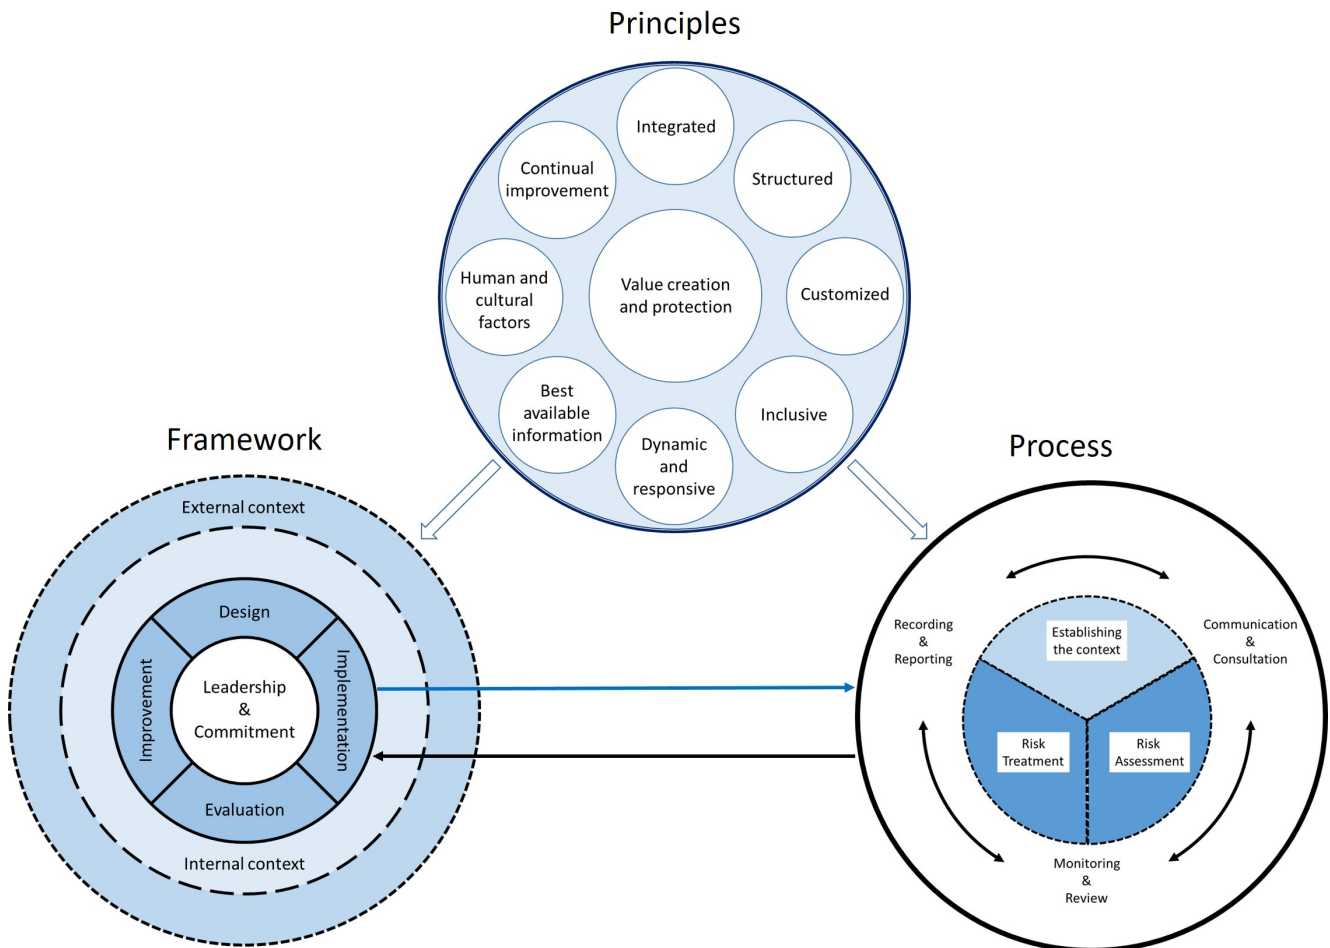 Principles
Integrated
Structured
Customized
Inclusive
Dynamic
and
responsive
Best
available
information
Human and
cultural
factors
Continual
improvement
Value creation
and protection
Framework
External context
Internal context
Design
Implementation
Evaluation
Improvement
Leadership
&
Commitment
Process
Recording
&
Reporting
Communication
&
Consultation
Monitoring
&
Review
Establishing
the context
Risk
Treatment
Risk
Assessment